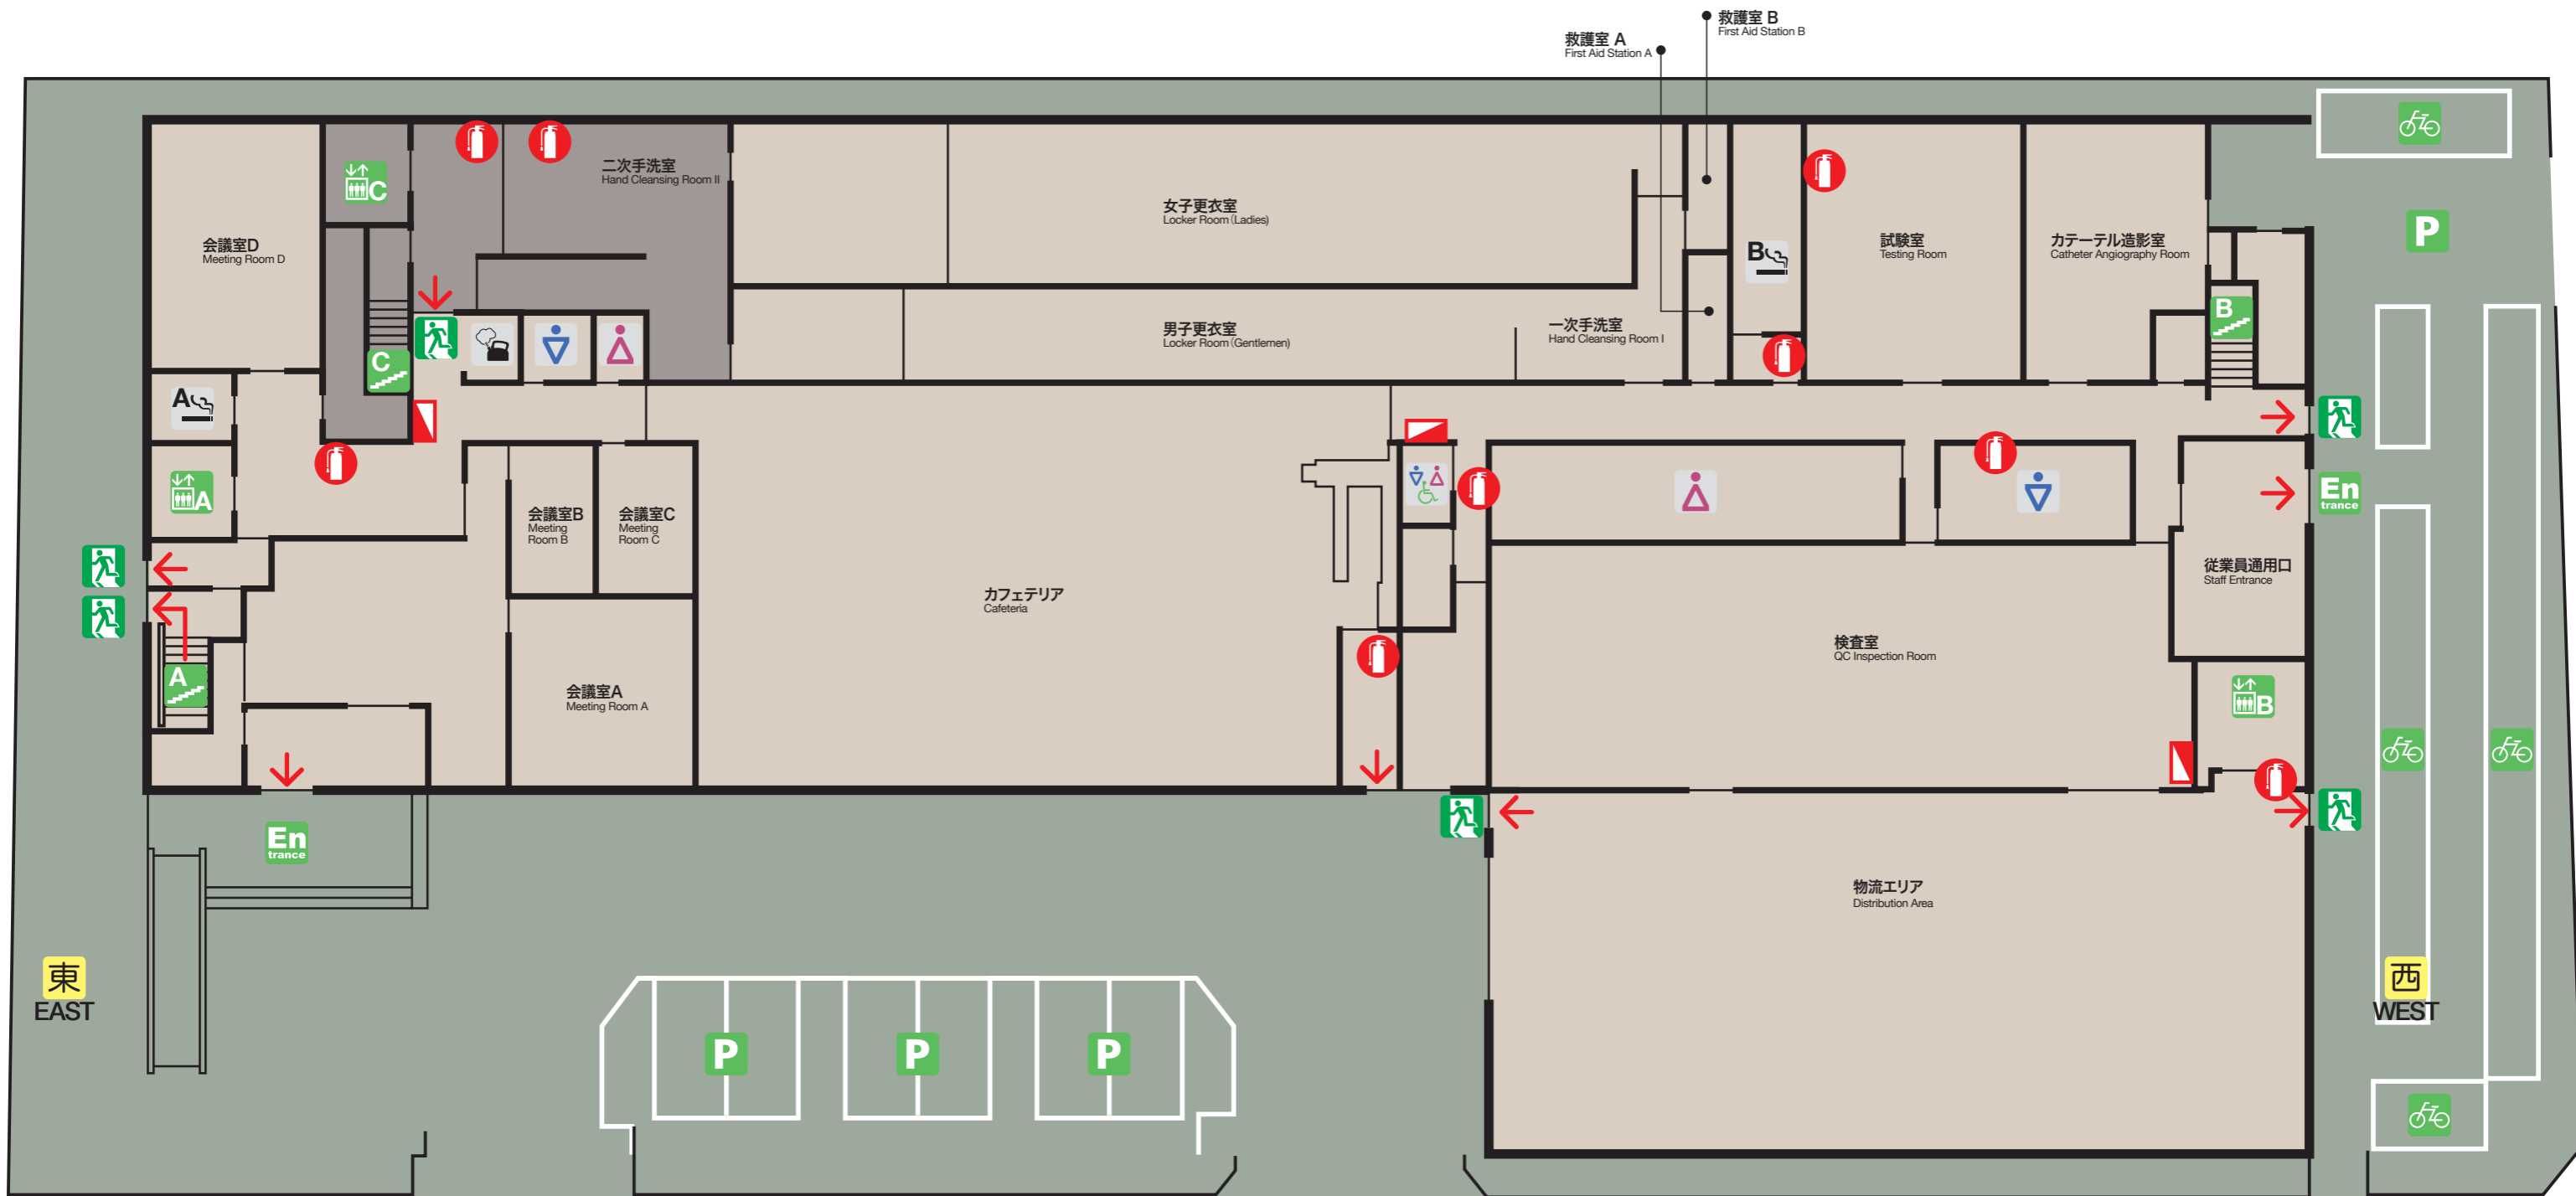 救護室 B
First Aid Station B
救護室 A
First Aid Station A
二次手洗室
Hand Cleansing Room II
C
会議室D
Meeting Room D
女子更衣室
Locker Room (Ladies)
男子更衣室
Locker Room (Gentlemen)
一次手洗室
Hand Cleansing Room I
B
試験室
Testing Room
カテーテル造影室
Catheter Angiography Room
P
B
C
A
A
En
trance
会議室B
Meeting
Room B
会議室C
Meeting
Room C
従業員通用口
Staff Entrance
カフェテリア
Cafeteria
検査室
QC Inspection Room
A
会議室A
Meeting Room A
B
En
trance
物流エリア
Distribution Area
東
EAST
西
WEST
P
P
P